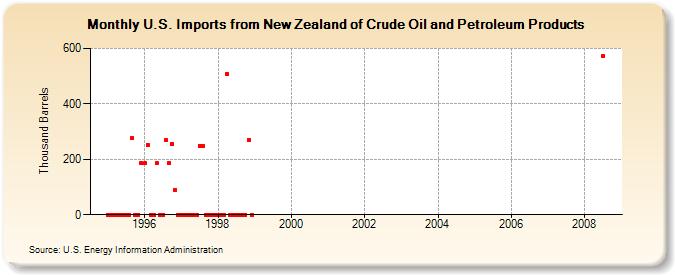 Monthly U.S. Imports from New Zealand of Crude Oil and Petroleum Products
Thousand Barrels
600
400
200
0
1996 1998 2000 2002 2004 2006 2008
Source: U.S. Energy Information Administration